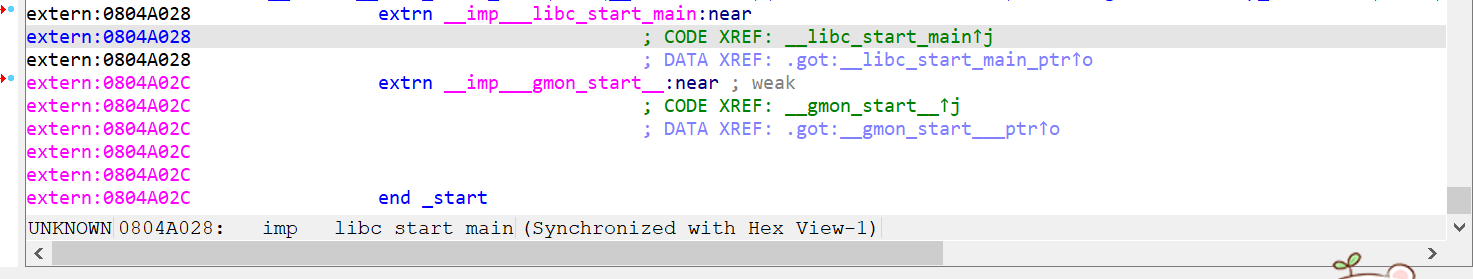 extern:0804A028 extrn __imp___libc_start_main:near
extern:0804A028 ; CODE XREF: __libc_start_main↑j
extern:0804A028 ; DATA XREF: .got:__libc_start_main_ptr↑o
extern:0804A02C extrn __imp___gmon_start__:near ; weak
extern:0804A02C ; CODE XREF: __gmon_start__↑j
extern:0804A02C ; DATA XREF: .got:__gmon_start___ptr↑o
extern:0804A02C
extern:0804A02C
extern:0804A02C end _start
UNKNOWN 0804A028: imp libc start main (Synchronized with Hex View-1)